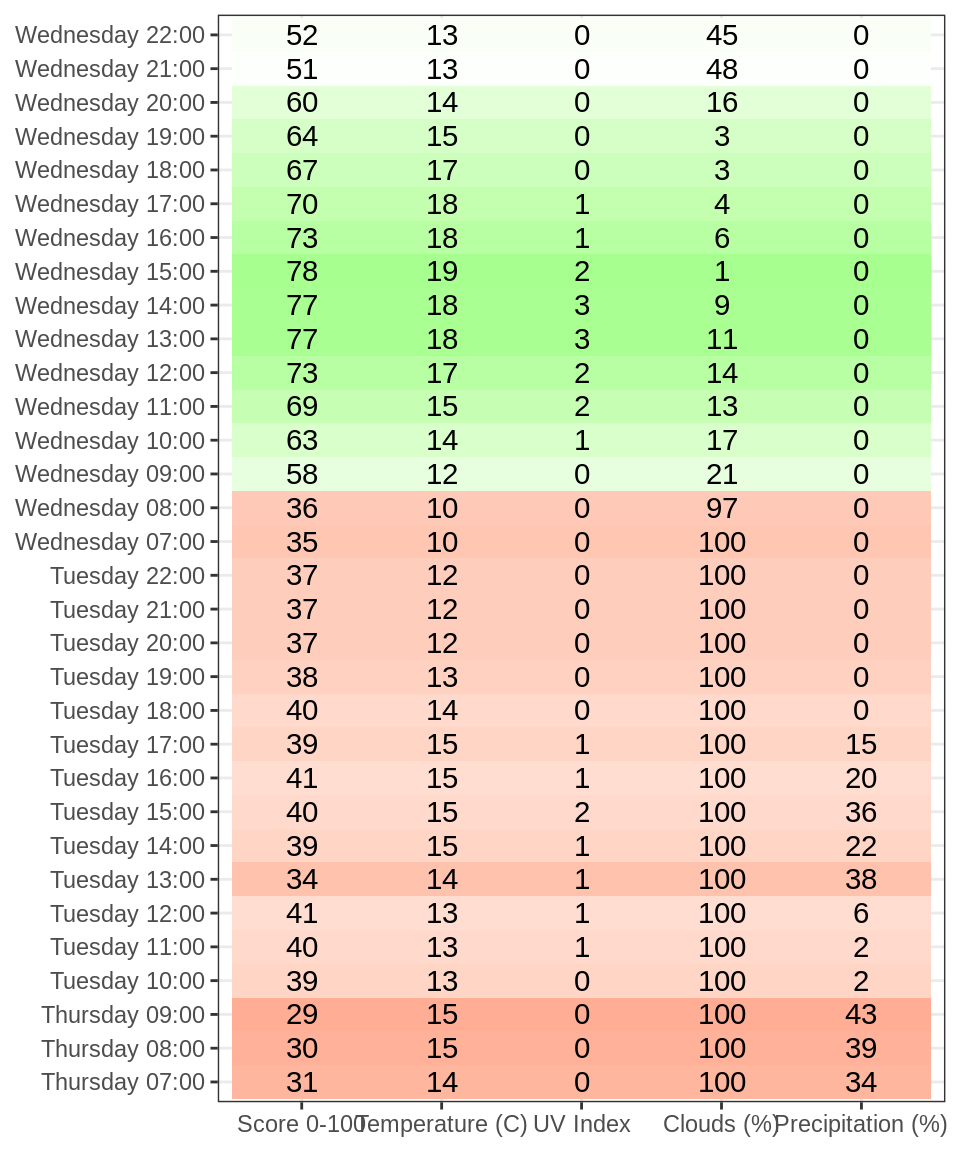 Wednesday 22:00 52 13 0 45 0
Wednesday 21:00 51 13 0 48 0
Wednesday 20:00 60 14 0 16 0
Wednesday 19:00 64 15 0 3 0
Wednesday 18:00 67 17 0 3 0
Wednesday 17:00 70 18 1 4 0
Wednesday 16:00 73 18 1 6 0
Wednesday 15:00 78 19 2 1 0
Wednesday 14:00 77 18 3 9 0
Wednesday 13:00 77 18 3 11 0
Wednesday 12:00 73 17 2 14 0
Wednesday 11:00 69 15 2 13 0
Wednesday 10:00 63 14 1 17 0
Wednesday 09:00 58 12 0 21 0
Wednesday 08:00 36 10 0 97 0
Wednesday 07:00 35 10 0 100 0
Tuesday 22:00 37 12 0 100 0
Tuesday 21:00 37 12 0 100 0
Tuesday 20:00 37 12 0 100 0
Tuesday 19:00 38 13 0 100 0
Tuesday 18:00 40 14 0 100 0
Tuesday 17:00 39 15 1 100 15
Tuesday 16:00 41 15 1 100 20
Tuesday 15:00 40 15 2 100 36
Tuesday 14:00 39 15 1 100 22
Tuesday 13:00 34 14 1 100 38
Tuesday 12:00 41 13 1 100 6
Tuesday 11:00 40 13 1 100 2
Tuesday 10:00 39 13 0 100 2
Thursday 09:00 29 15 0 100 43
Thursday 08:00 30 15 0 100 39
Thursday 07:00 31 14 0 100 34
Score 0-100 Temperature (C) UV Index Clouds (%) Precipitation (%)